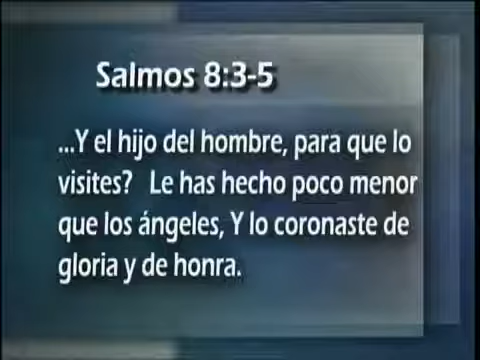 Salmos 8:3-5
...Y el hijo del hombre, para que lo
visites?   Le has hecho poco menor
que los ángeles, Y lo coronaste de
gloria y de honra.